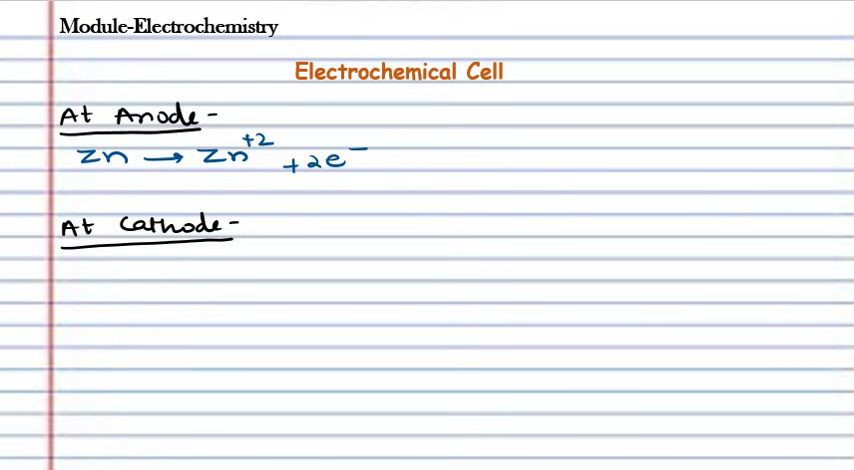 Module-Electrochemistry
Electrochemical Cell
At Anode -
Zn → Zn⁺² + 2e⁻
At Cathode -